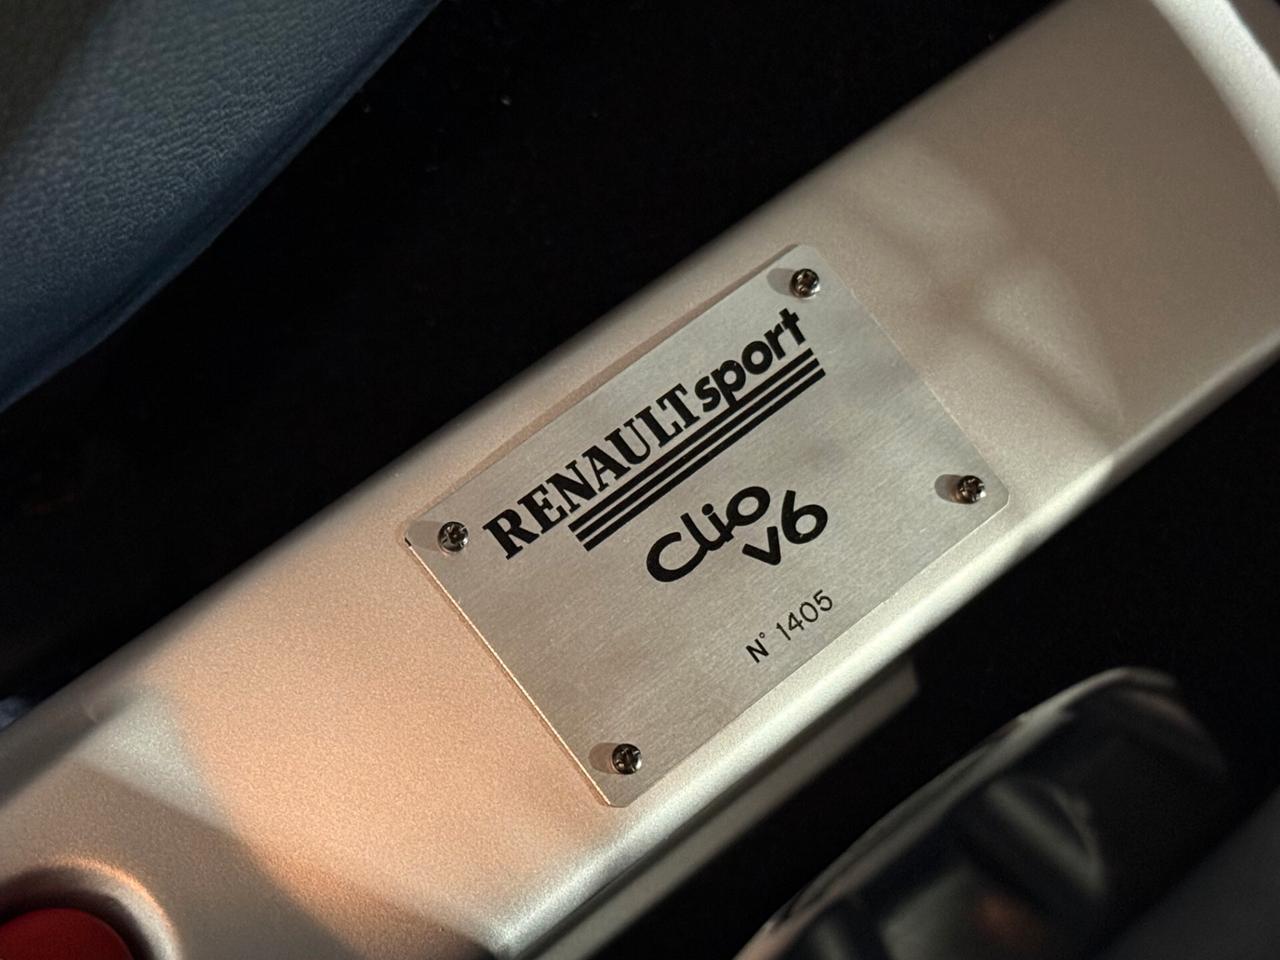 RENAULTsport
Clio
v6
N° 1405